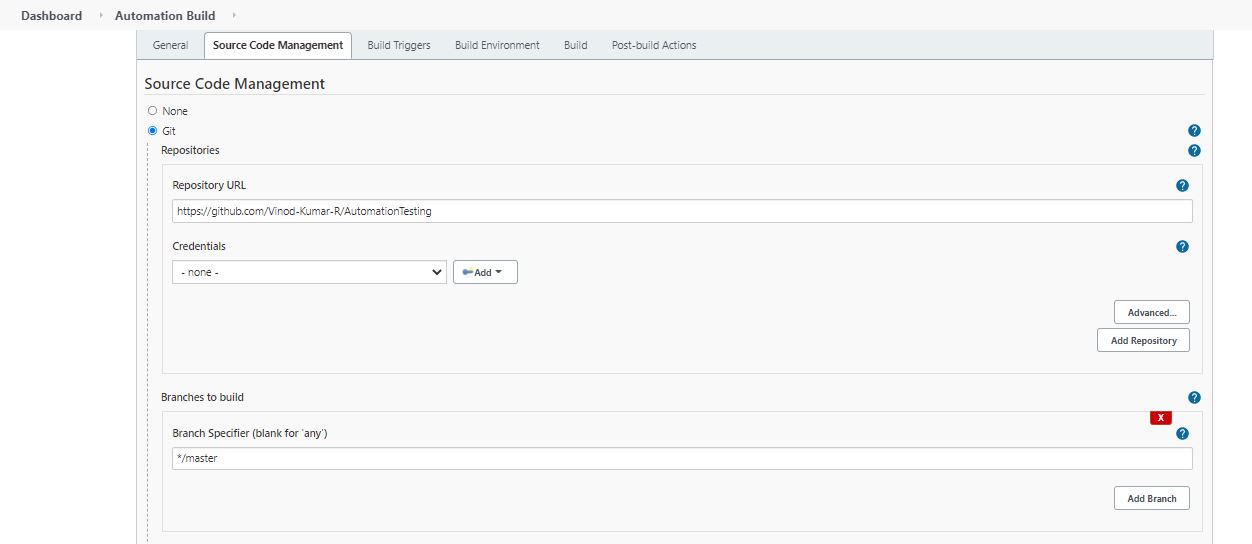 Dashboard Automation Build
General Source Code Management Build Triggers Build Environment Build Post-build Actions
Source Code Management
None
Git
?
Repositories
?
Repository URL
?
https://github.com/Vinod-Kumar-R/AutomationTesting
Credentials
?
- none - Add
Advanced...
Add Repository
Branches to build
?
X
Branch Specifier (blank for 'any')
?
*/master
Add Branch